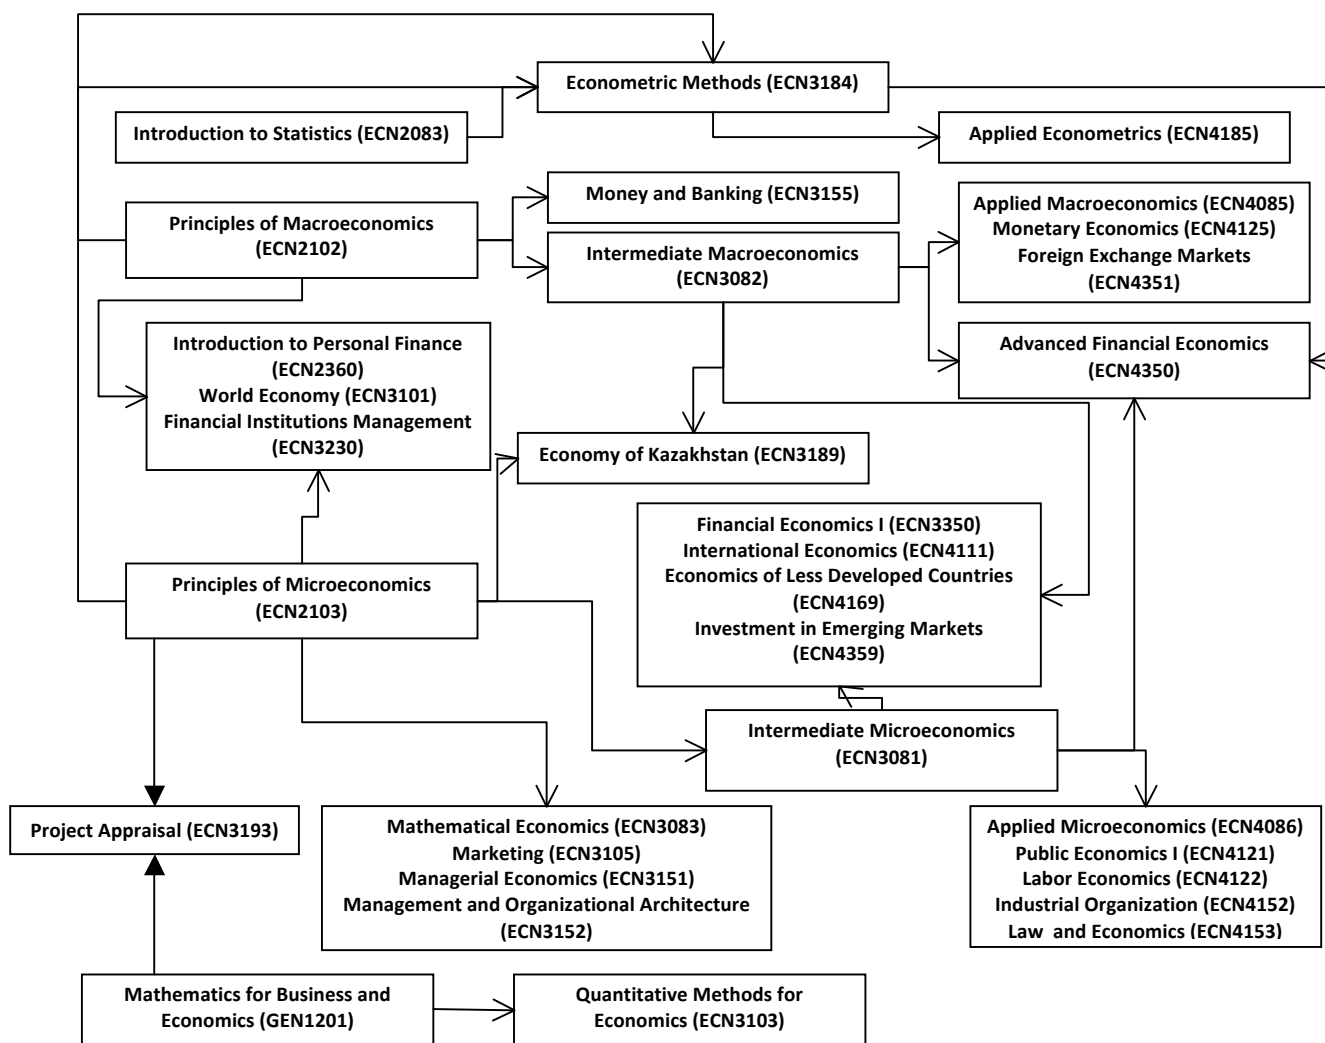 Econometric Methods (ECN3184)
Introduction to Statistics (ECN2083)
Applied Econometrics (ECN4185)
Money and Banking (ECN3155)
Principles of Macroeconomics
(ECN2102)
Intermediate Macroeconomics
(ECN3082)
Applied Macroeconomics (ECN4085)
Monetary Economics (ECN4125)
Foreign Exchange Markets
(ECN4351)
Introduction to Personal Finance
(ECN2360)
World Economy (ECN3101)
Financial Institutions Management
(ECN3230)
Advanced Financial Economics
(ECN4350)
Economy of Kazakhstan (ECN3189)
Financial Economics I (ECN3350)
International Economics (ECN4111)
Economics of Less Developed Countries
(ECN4169)
Investment in Emerging Markets
(ECN4359)
Principles of Microeconomics
(ECN2103)
Intermediate Microeconomics
(ECN3081)
Project Appraisal (ECN3193)
Mathematical Economics (ECN3083)
Marketing (ECN3105)
Managerial Economics (ECN3151)
Management and Organizational Architecture
(ECN3152)
Applied Microeconomics (ECN4086)
Public Economics I (ECN4121)
Labor Economics (ECN4122)
Industrial Organization (ECN4152)
Law and Economics (ECN4153)
Mathematics for Business and
Economics (GEN1201)
Quantitative Methods for
Economics (ECN3103)